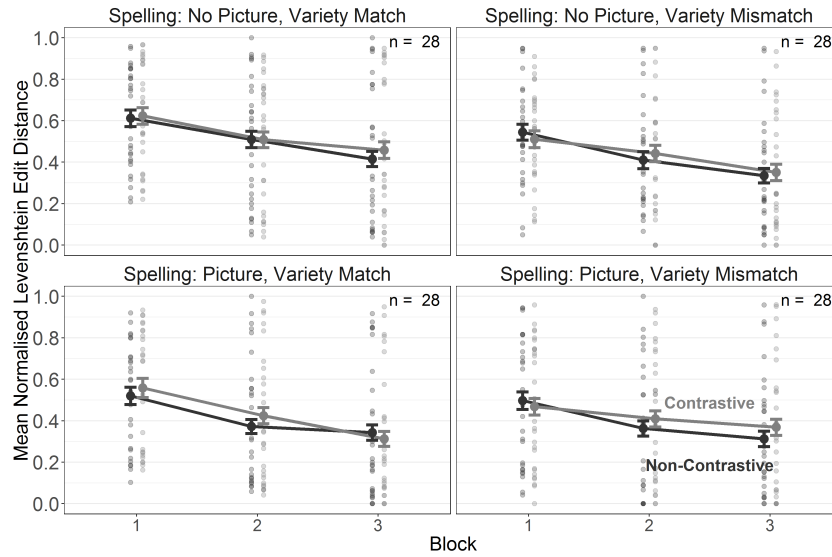 Spelling: No Picture, Variety Match
Spelling: No Picture, Variety Mismatch
n = 28
n = 28
1.0
0.8
0.6
0.4
0.2
0.0
Spelling: Picture, Variety Match
Spelling: Picture, Variety Mismatch
n = 28
n = 28
1.0
0.8
0.6
0.4
0.2
0.0
Contrastive
Non-Contrastive
1
2
3
1
2
3
Block
Mean Normalised Levenshtein Edit Distance